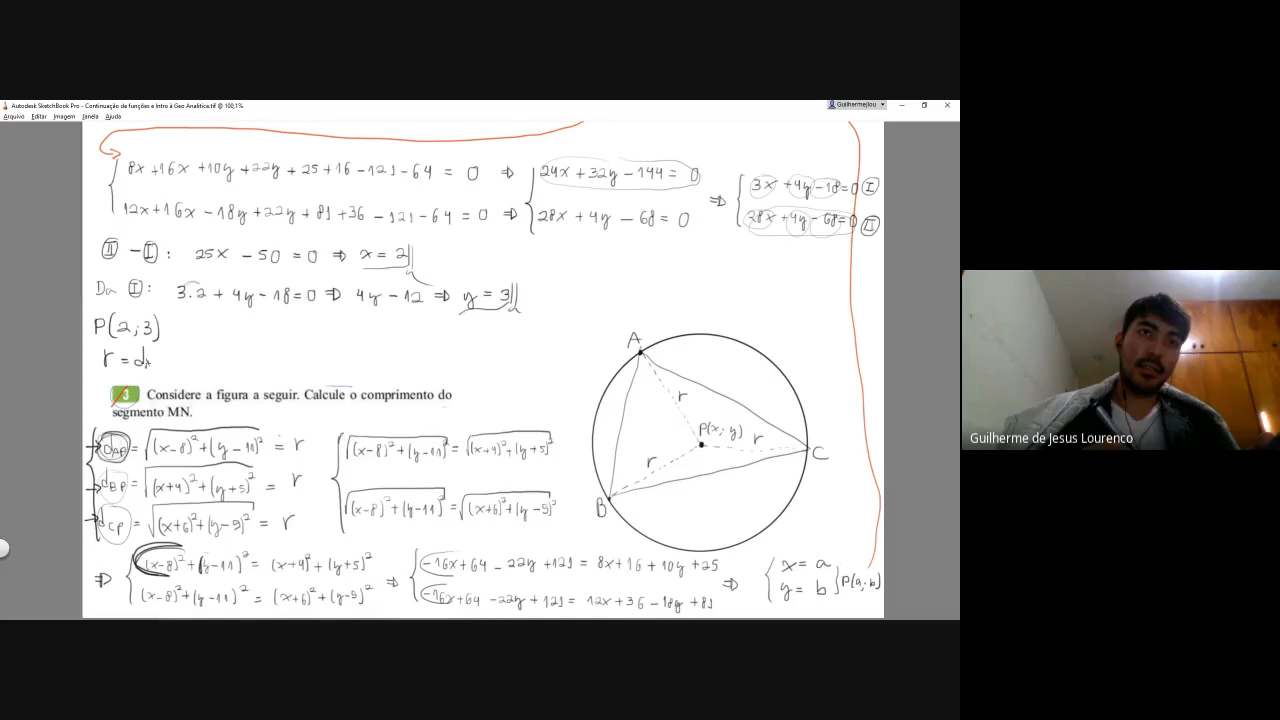 Autodesk SketchBook Pro - Continuação de funções e Intro à Geo Analitica.tif @ 100,1%
GuilhermeJlou
Arquivo Editar Imagem Janela Ajuda
8x+16x+10y+22y+25+16-121-64 = 0 ⇒ 24x+32y-144=0 ⇒ 3x+4y-18=0 I
12x+16x-18y+22y+81+36-121-64=0 ⇒ 28x+4y-68=0 28x+4y-68=0 II
II - I : 25x - 50 = 0 ⇒ x = 2
Da I : 3.2 + 4y - 18 = 0 ⇒ 4y - 12 ⇒ y = 3
P(2;3)
r = d
3 Considere a figura a seguir. Calcule o comprimento do
segmento MN.
A
r
P(x;y)
r
r
C
B
dAP = √(x-8)²+(y-11)² = r √(x-8)²+(y-11)² = √(x+4)²+(y+5)²
dBP = √(x+4)²+(y+5)² = r
dCP = √(x+6)²+(y-9)² = r √(x-8)²+(y-11)² = √(x+6)²+(y-9)²
⇒ (x-8)²+(y-11)² = (x+4)²+(y+5)² ⇒ -16x+64-22y+121 = 8x+16+10y+25 ⇒ x = a
(x-8)²+(y-11)² = (x+6)²+(y-9)² -16x+64-22y+121 = 12x+36-18y+81 y = b P(a;b)
Guilherme de Jesus Lourenco